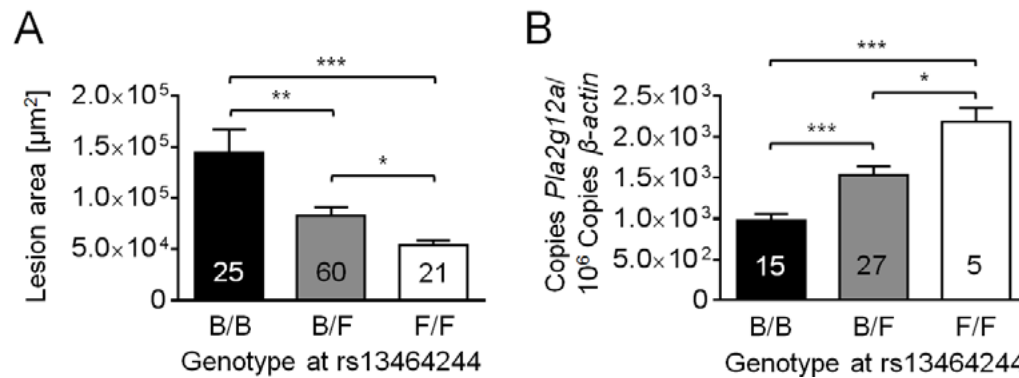 A
Lesion area [µm²]
2.0×10⁵
1.5×10⁵
1.0×10⁵
5.0×10⁴
0
***
**
*
25
60
21
B/B
B/F
F/F
Genotype at rs13464244
B
Copies Pla2g12a/
10⁶ Copies β-actin
2.5×10³
2.0×10³
1.5×10³
1.0×10³
5.0×10²
0
***
*
***
15
27
5
B/B
B/F
F/F
Genotype at rs13464244